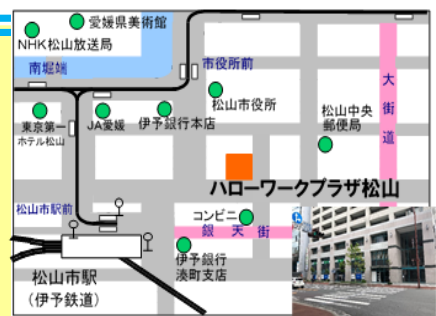 愛媛県美術館
NHK松山放送局
南堀端
市役所前
大街道
松山市役所
東京第一
ホテル松山
JA愛媛
伊予銀行本店
松山中央
郵便局
ハローワークプラザ松山
松山市駅前
コンビニ
銀天街
伊予銀行
湊町支店
松山市駅
(伊予鉄道)